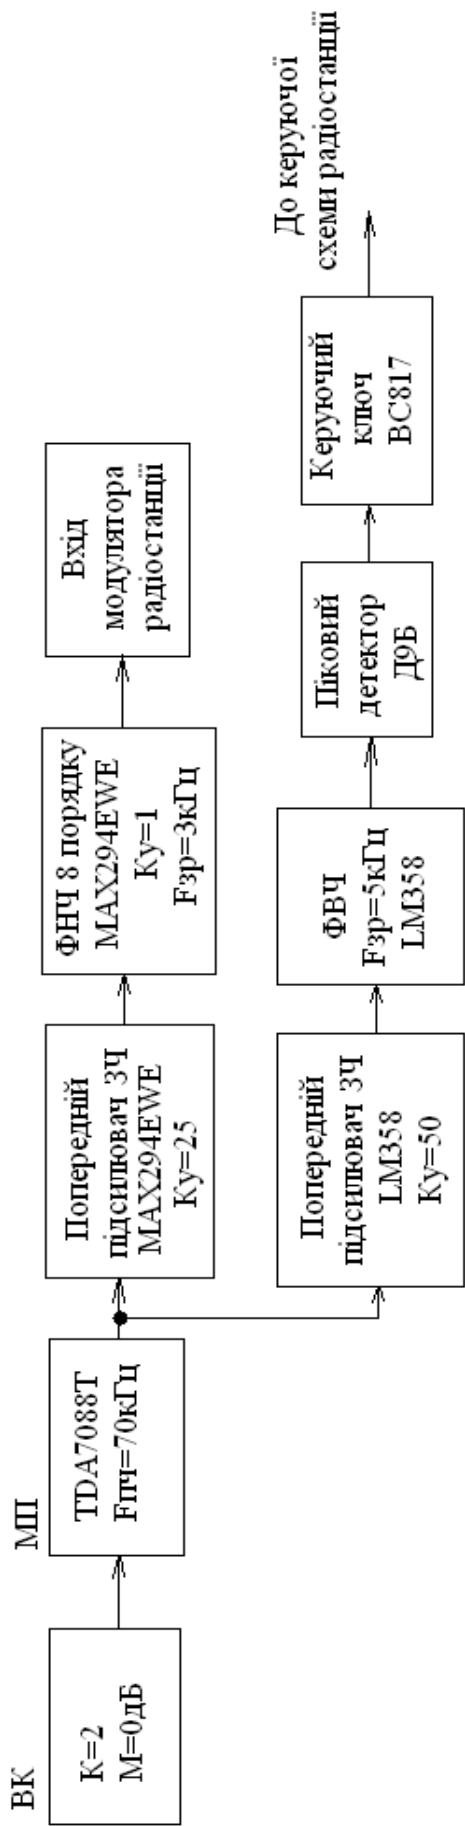 ВК
К=2
М=0дБ
МП
TDA7088T
Fпч=70кГц
Попередній
підсилювач ЗЧ
MAX294EWE
Ку=25
ФНЧ 8 порядку
MAX294EWE
Ку=1
Fзр=3кГц
Вхід
модулятора
радіостанції
Попередній
підсилювач ЗЧ
LM358
Ку=50
ФВЧ
Fзр=5кГц
LM358
Піковий
детектор
Д9Б
Керуючий
ключ
BC817
До керуючої
схеми радіостанції